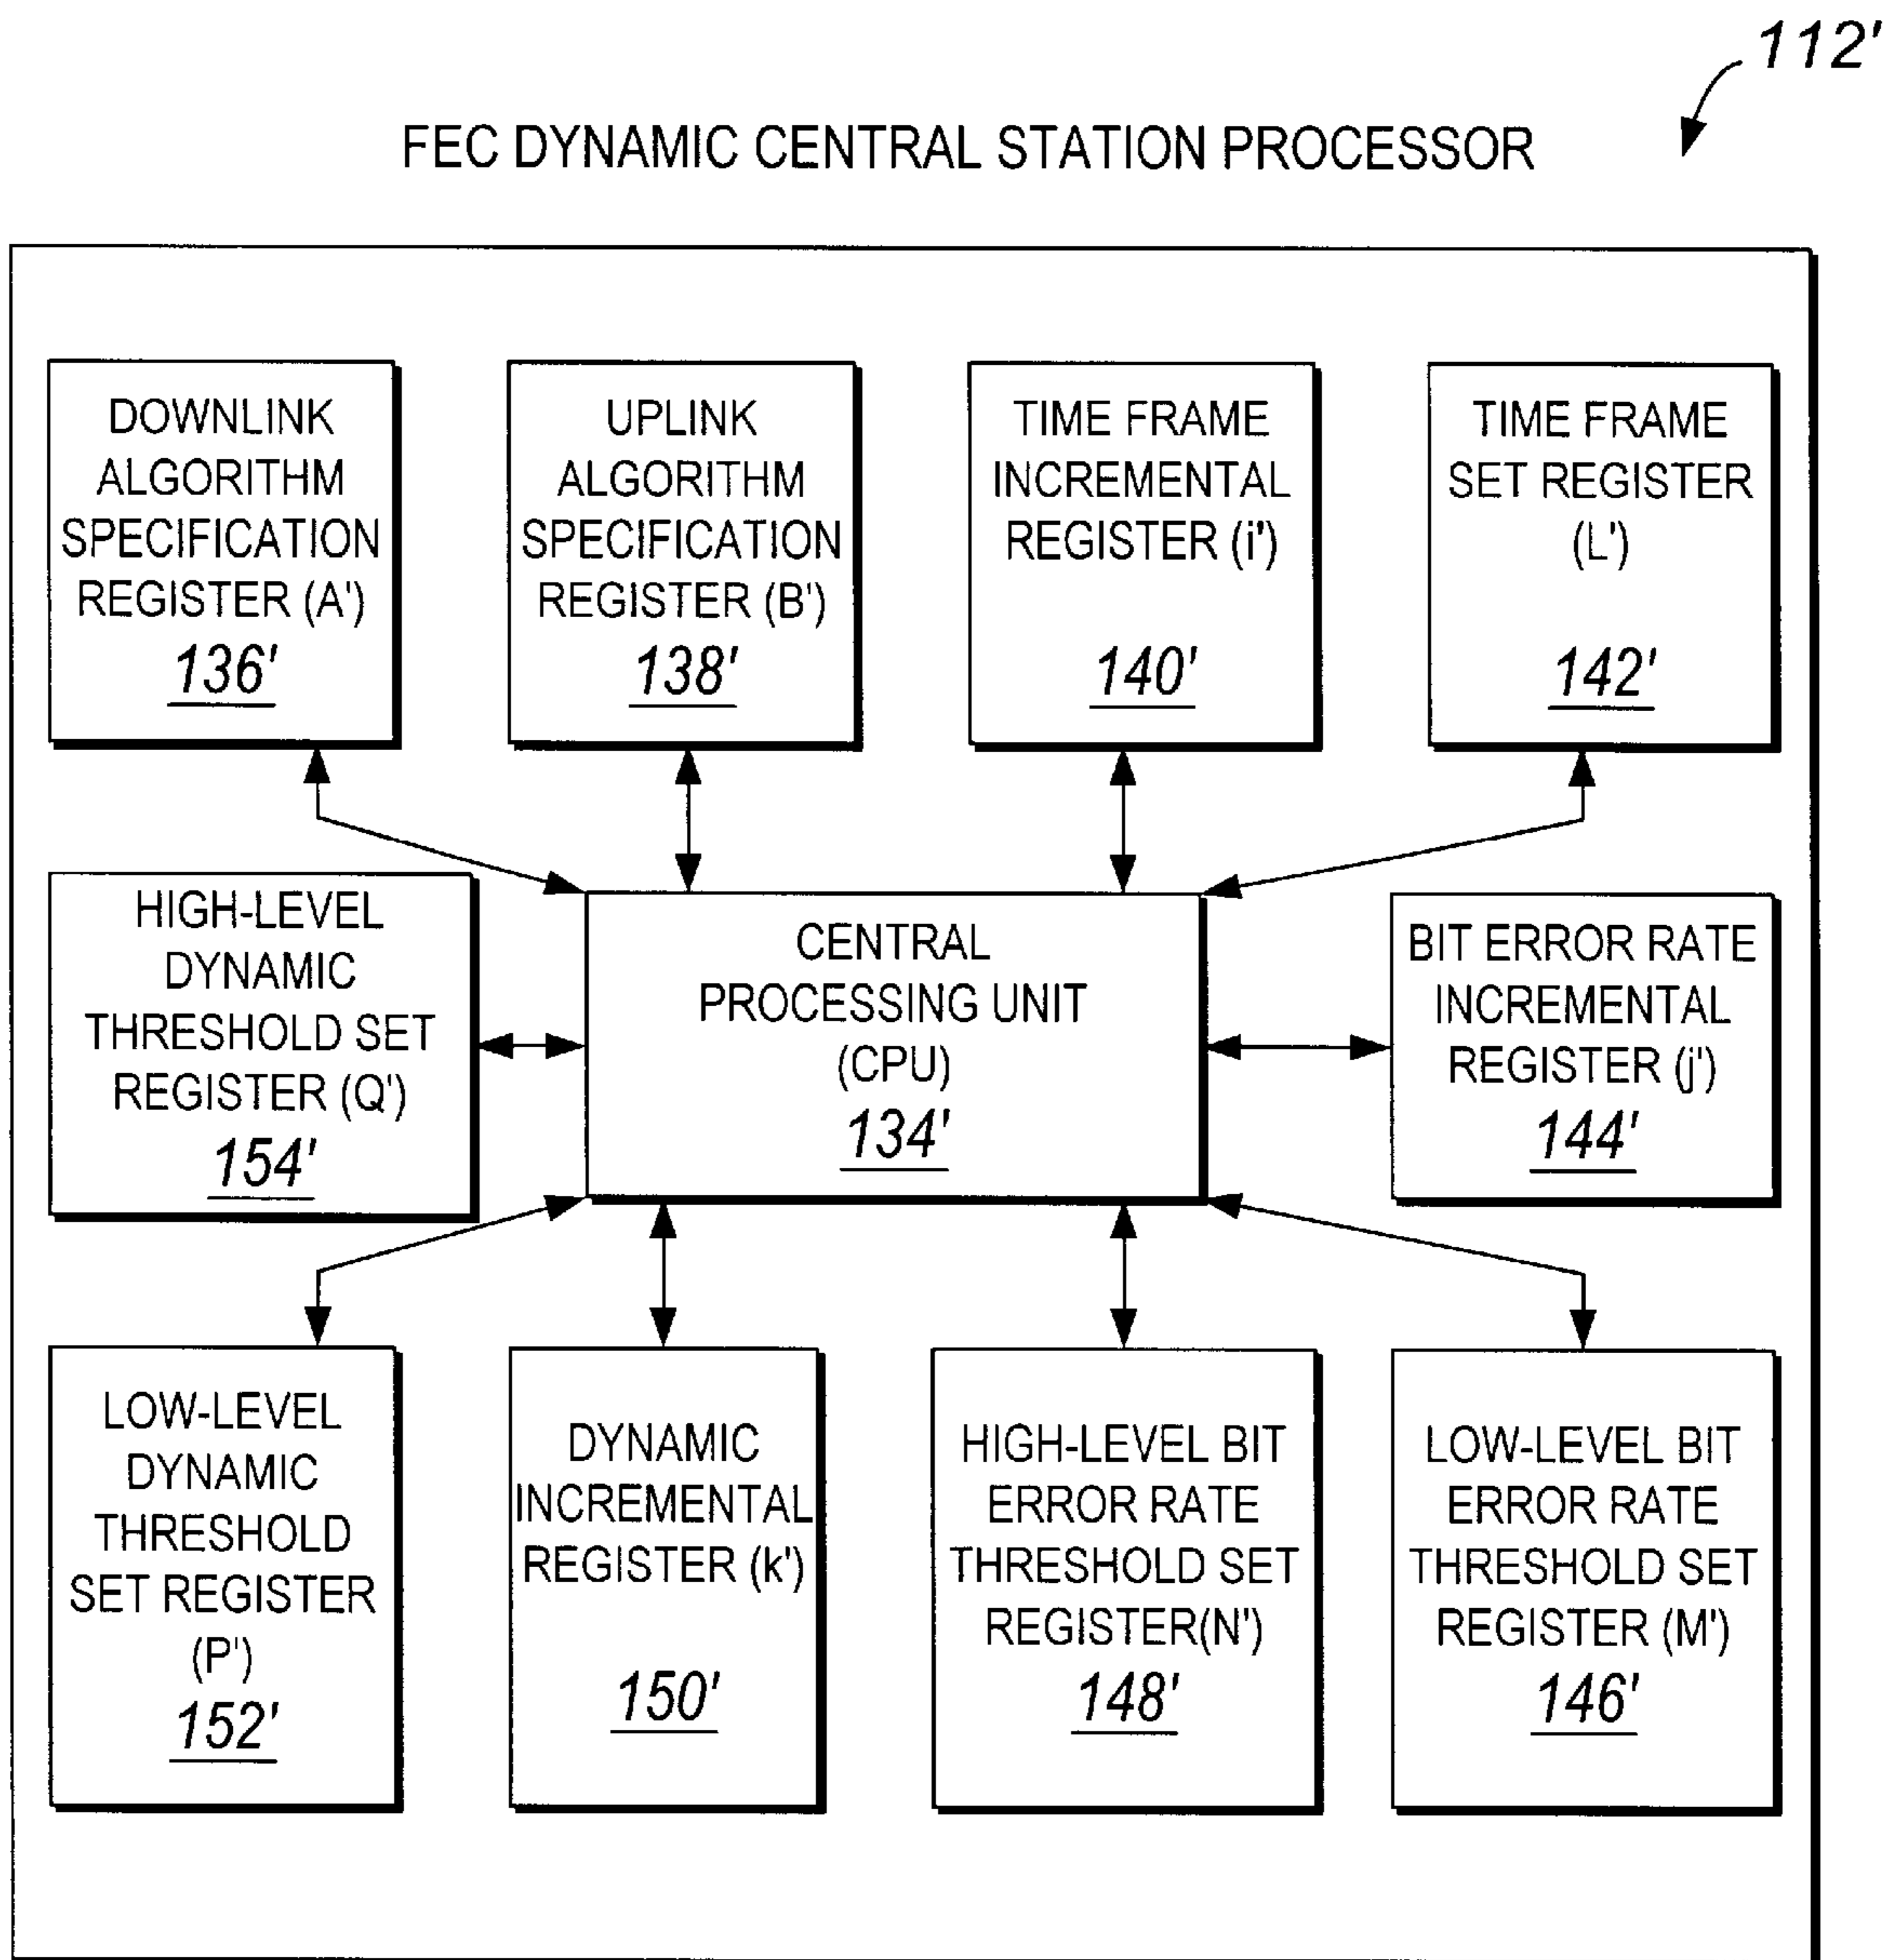 112'
FEC DYNAMIC CENTRAL STATION PROCESSOR
DOWNLINK
ALGORITHM
SPECIFICATION
REGISTER (A')
136'
UPLINK
ALGORITHM
SPECIFICATION
REGISTER (B')
138'
TIME FRAME
INCREMENTAL
REGISTER (i')
140'
TIME FRAME
SET REGISTER
(L')
142'
HIGH-LEVEL
DYNAMIC
THRESHOLD SET
REGISTER (Q')
154'
CENTRAL
PROCESSING UNIT
(CPU)
134'
BIT ERROR RATE
INCREMENTAL
REGISTER (j')
144'
LOW-LEVEL
DYNAMIC
THRESHOLD
SET REGISTER
(P')
152'
DYNAMIC
INCREMENTAL
REGISTER (k')
150'
HIGH-LEVEL BIT
ERROR RATE
THRESHOLD SET
REGISTER(N')
148'
LOW-LEVEL BIT
ERROR RATE
THRESHOLD SET
REGISTER (M')
146'